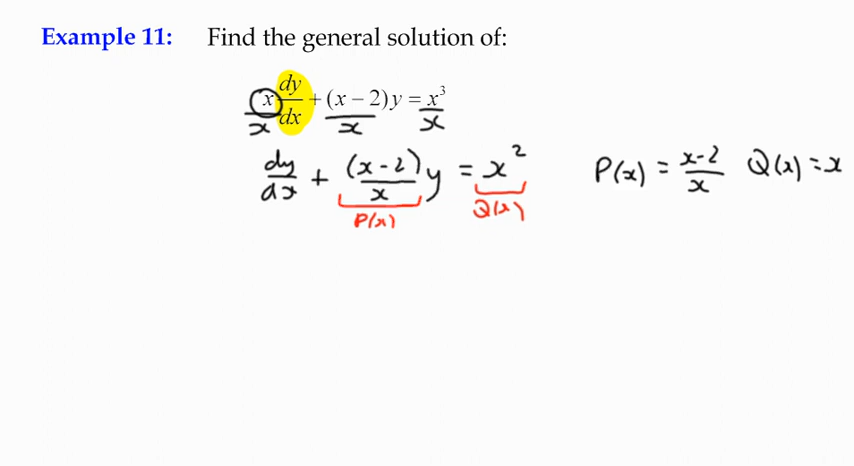 Example 11: Find the general solution of:
x dy/dx + (x − 2)y = x³
x x x
dy/dx + (x-2)/x y = x²
P(x) Q(x)
P(x) = x-2/x Q(x) = x